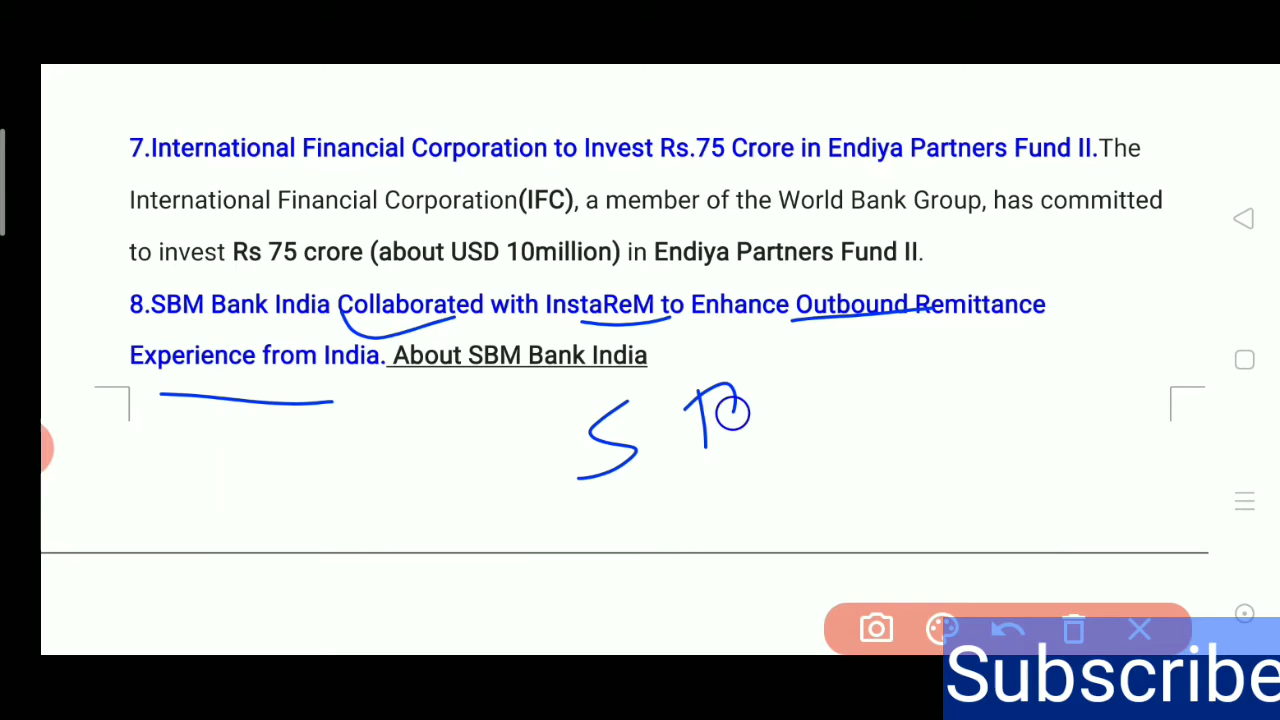 7.International Financial Corporation to Invest Rs.75 Crore in Endiya Partners Fund II.The
International Financial Corporation(IFC), a member of the World Bank Group, has committed
to invest Rs 75 crore (about USD 10million) in Endiya Partners Fund II.
8.SBM Bank India Collaborated with InstaReM to Enhance Outbound Remittance
Experience from India. About SBM Bank India
S
Subscribe